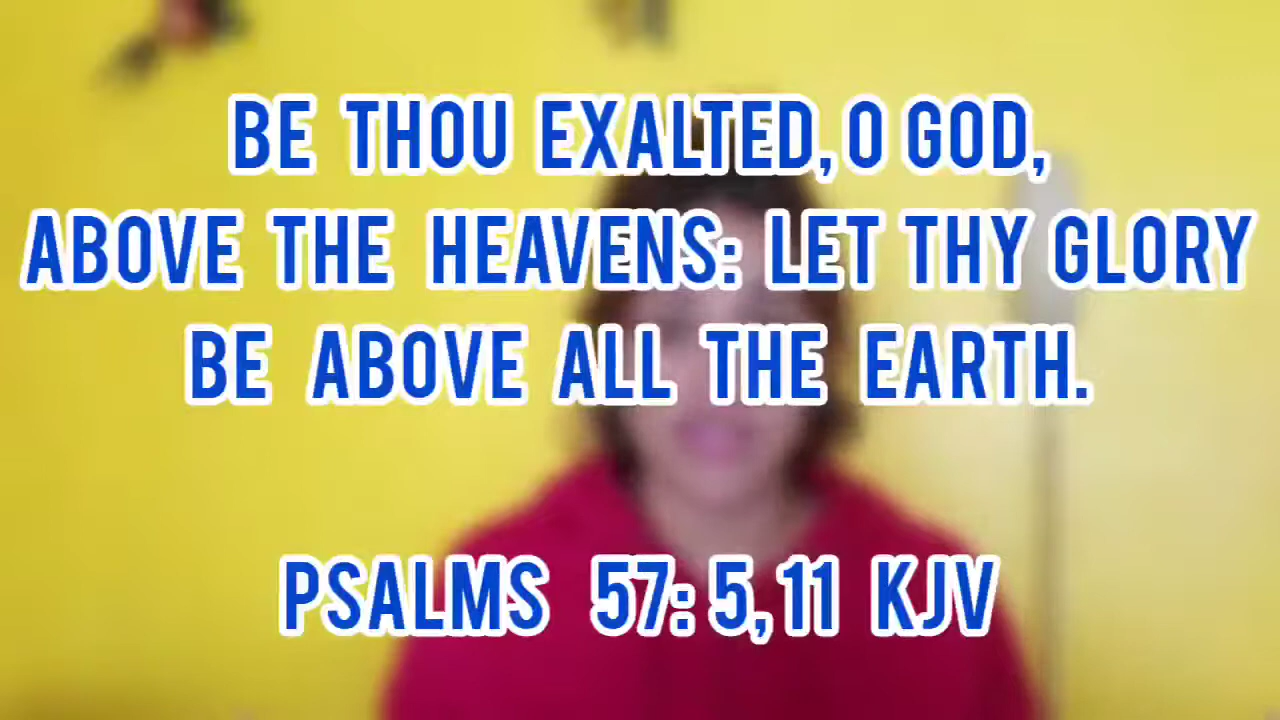 BE THOU EXALTED, O GOD,
ABOVE THE HEAVENS: LET THY GLORY
BE ABOVE ALL THE EARTH.
PSALMS 57: 5, 11 KJV